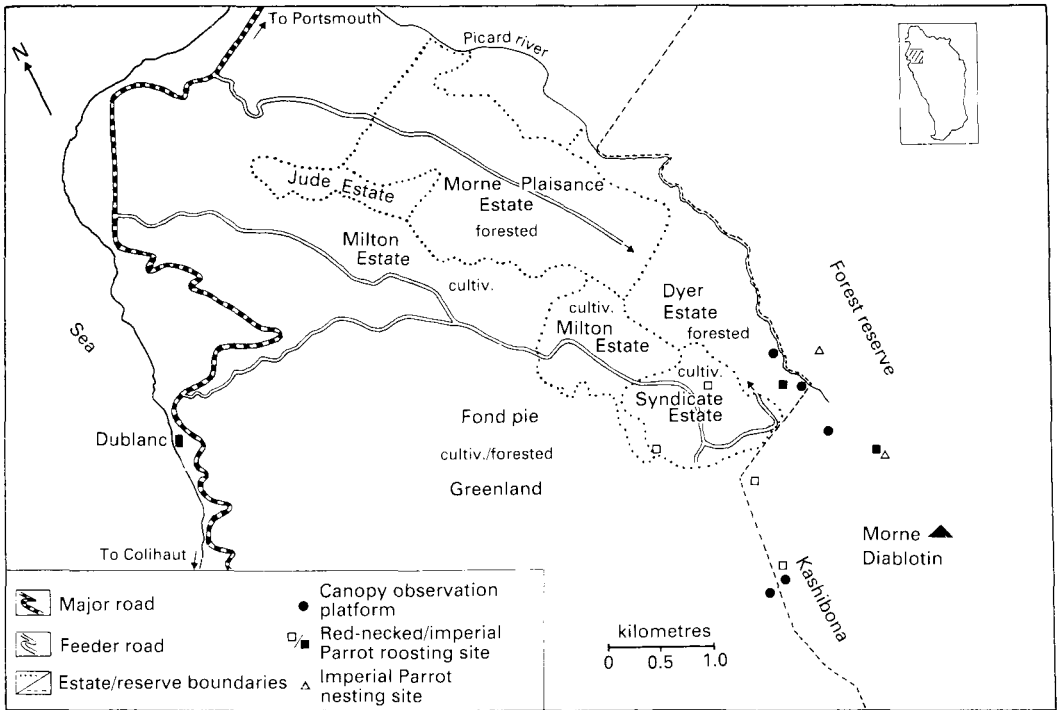 To Portsmouth
N
Picard river
Jude Estate
Morne Plaisance
Estate
forested
Milton
Estate
cultiv.
cultiv.
Milton
Estate
Dyer
Estate
forested
Forest reserve
Sea
cultiv.
Syndicate
Estate
Dublanc
Fond pie
cultiv./forested
Greenland
Morne
Diablotin
Kashibona
To Colihaut
Major road
Feeder road
Estate/reserve boundaries
Canopy observation
platform
Red-necked/imperial
Parrot roosting site
Imperial Parrot
nesting site
kilometres
0 0.5 1.0